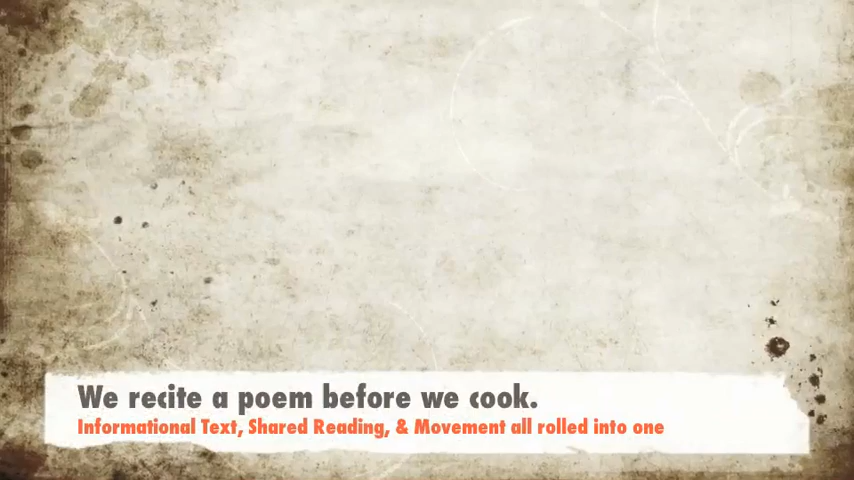 We recite a poem before we cook.
Informational Text, Shared Reading, & Movement all rolled into one